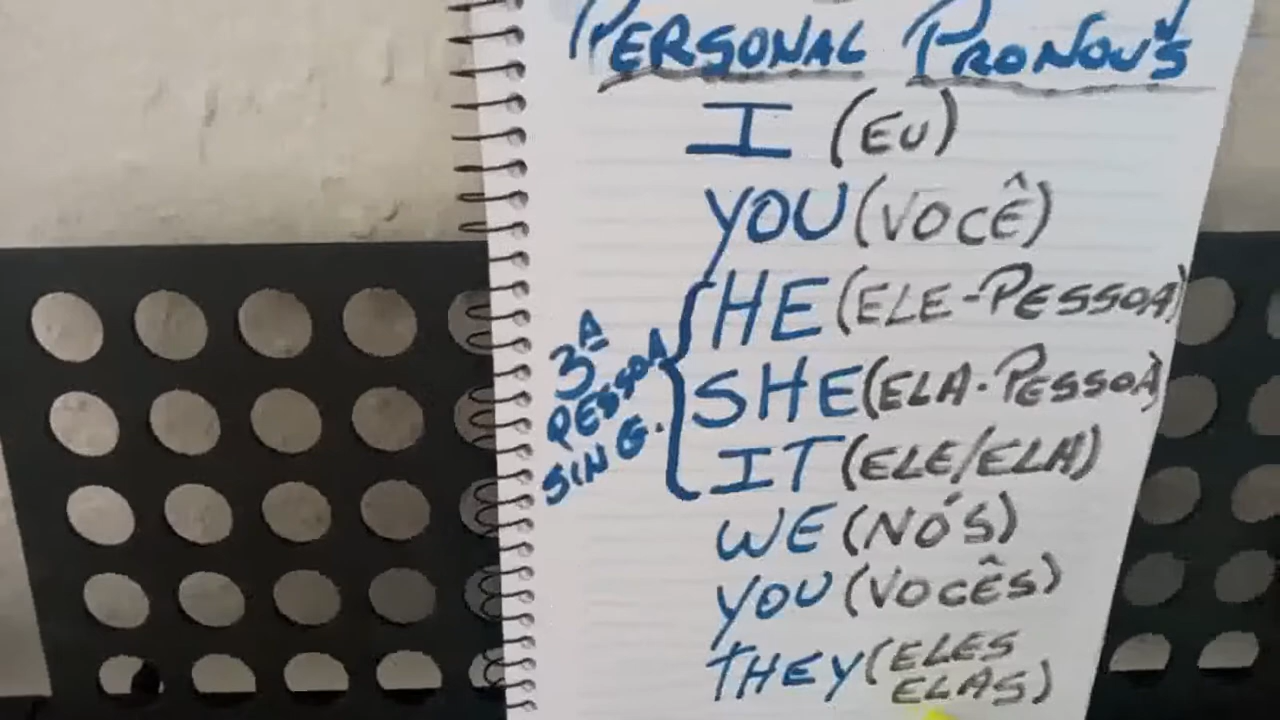 PERSONAL PRONOU'S
I (EU)
YOU (VOCÊ)
HE (ELE-PESSOA)
SHE (ELA-PESSOA)
IT (ELE/ELA)
3ª
PESSOA
SING.
WE (NÓS)
YOU (VOCÊS)
THEY (ELES
ELAS)